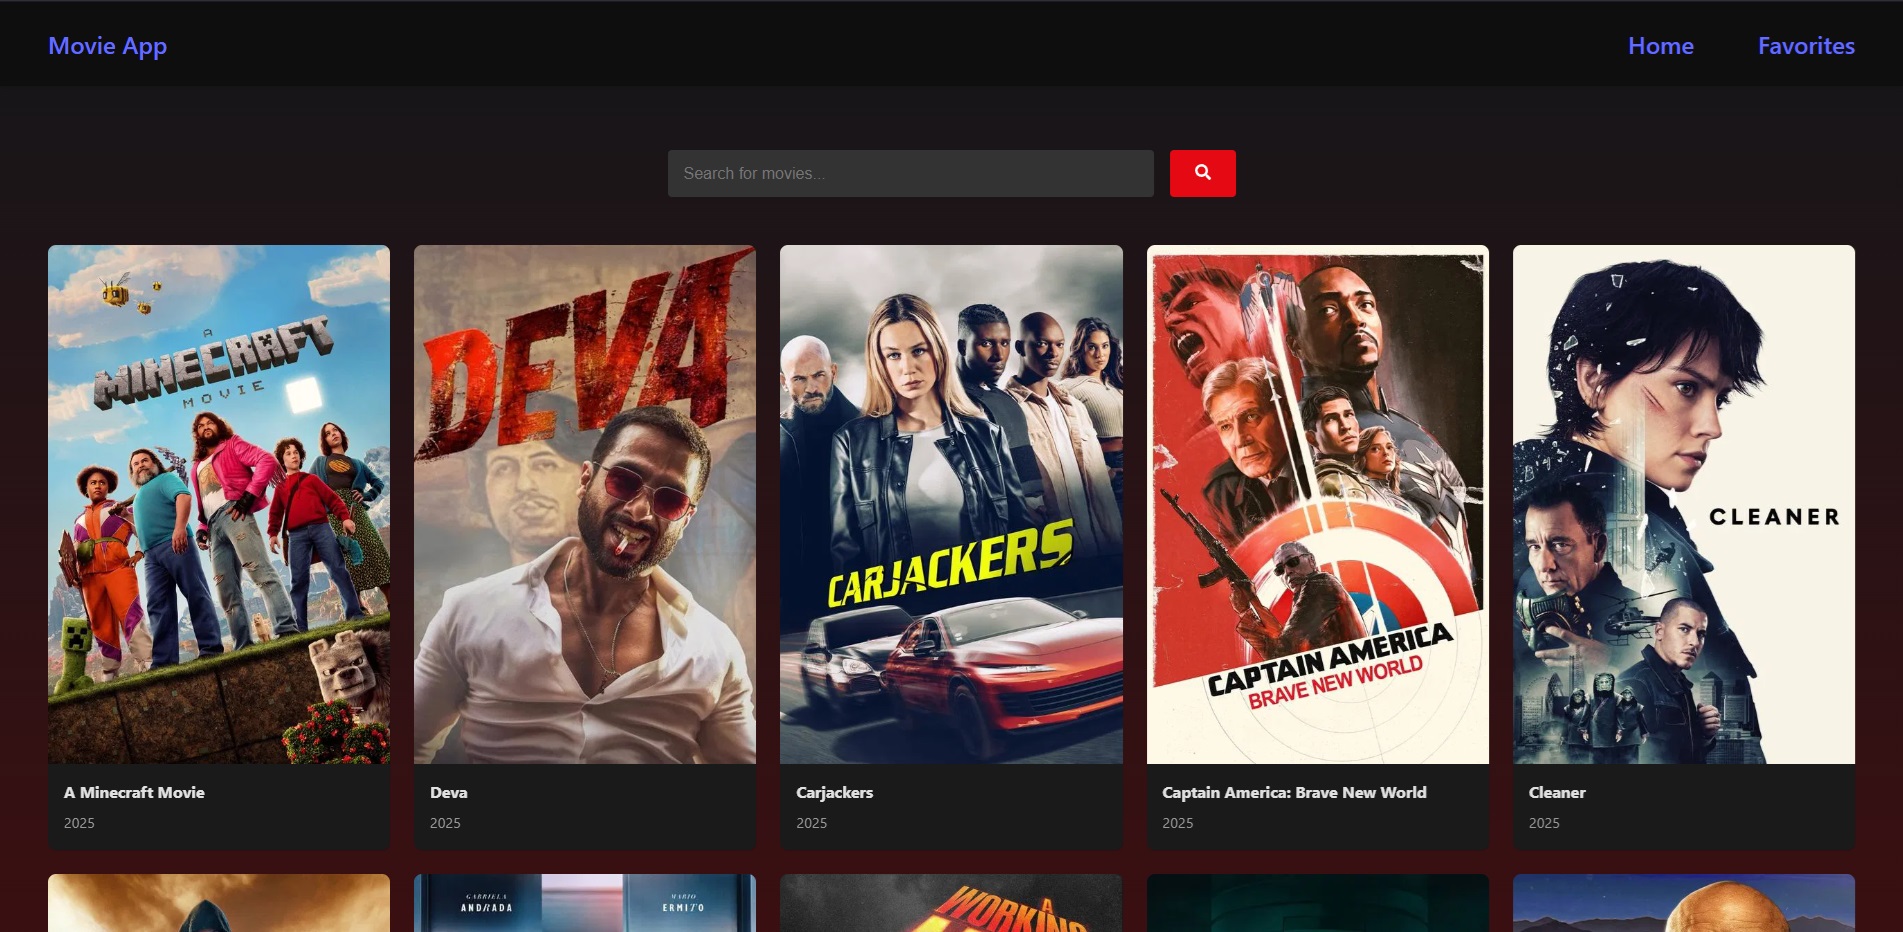 Movie App
Home
Favorites
Search for movies...
A
MINECRAFT
MOVIE
DEVA
CARJACKERS
CAPTAIN AMERICA
BRAVE NEW WORLD
CLEANER
A Minecraft Movie
2025
Deva
2025
Carjackers
2025
Captain America: Brave New World
2025
Cleaner
2025
GABRIELA
ANDRADA
MARIO
ERMITO
A
WORKING